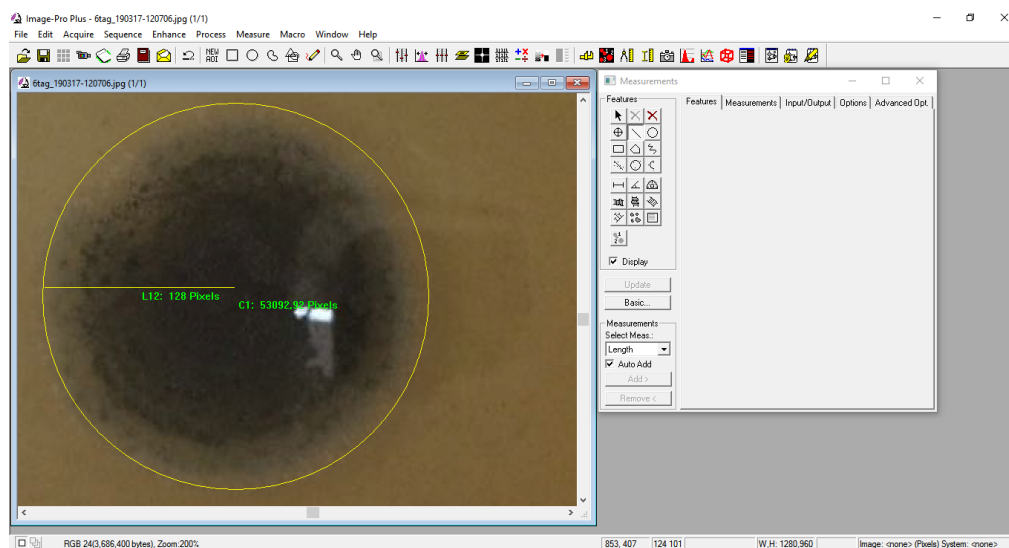 Image-Pro Plus - 6tag_190317-120706.jpg (1/1)
File Edit Acquire Sequence Enhance Process Measure Macro Window Help
NEW AOI
6tag_190317-120706.jpg (1/1)
L12: 128 Pixels
C1: 53092,92 Pixels
Measurements
Features
Display
Update
Basic...
Measurements
Select Meas.:
Length
Auto Add
Add >
Remove <
Features Measurements Input/Output Options Advanced Opt.
RGB 24(3,686,400 bytes), Zoom:200%
853, 407 124 101 W,H: 1280,960 Image: <none> (Pixels) System: <none>